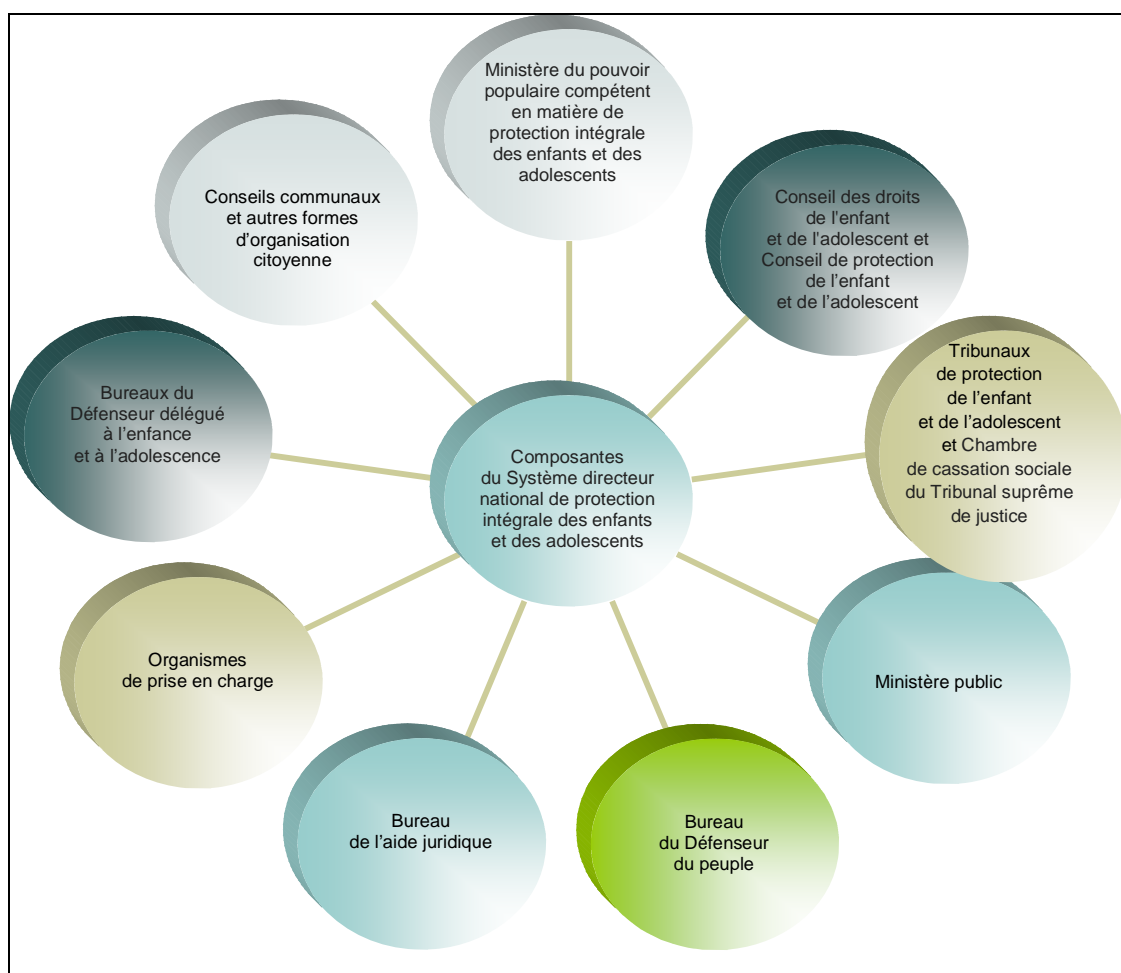 Ministère du pouvoir
populaire compétent
en matière de
protection intégrale
des enfants et des
adolescents
Conseil des droits
de l'enfant
et de l'adolescent et
Conseil de protection
de l'enfant
et de l'adolescent
Tribunaux
de protection
de l'enfant
et de l'adolescent
et Chambre
de cassation sociale
du Tribunal suprême
de justice
Ministère public
Bureau
du Défenseur
du peuple
Bureau
de l'aide juridique
Organismes
de prise en charge
Bureaux du
Défenseur délégué
à l'enfance
et à l'adolescence
Conseils communaux
et autres formes
d'organisation
citoyenne
Composantes
du Système directeur
national de protection
intégrale des enfants
et des adolescents